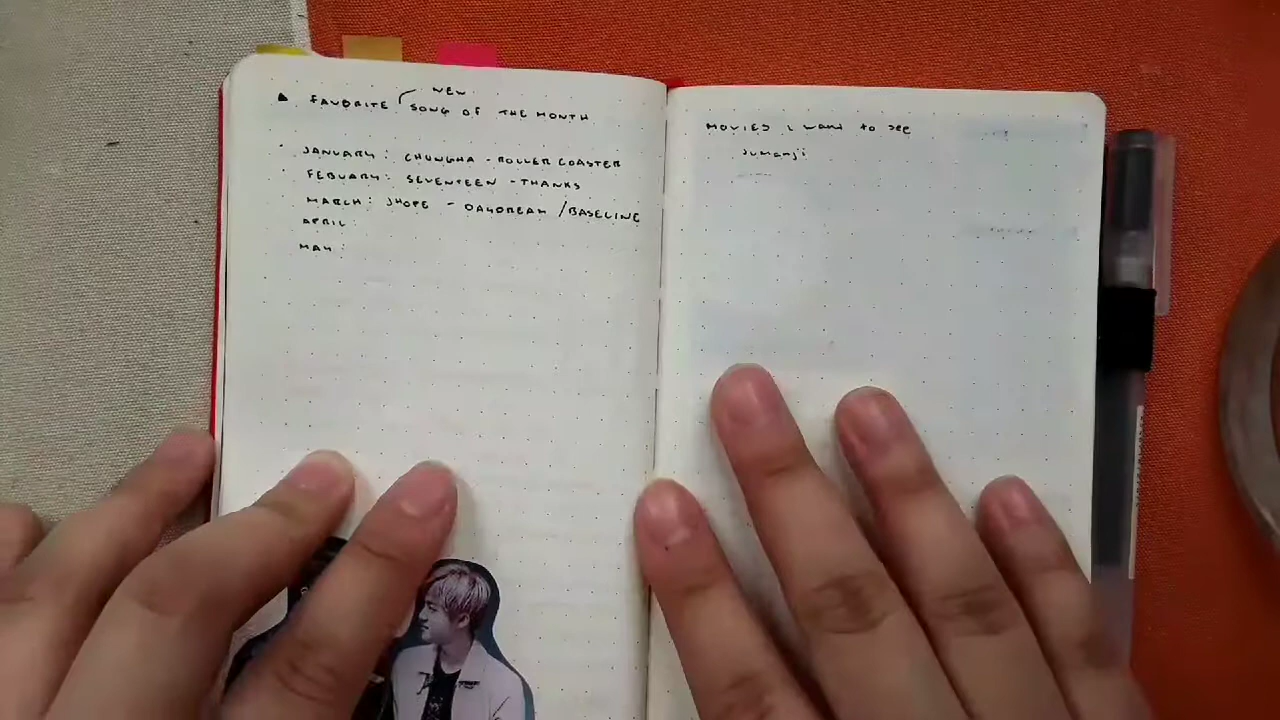 NEW
FAVORITE SONG OF THE MONTH
JANUARY: CHUNGHA - ROLLER COASTER
FEBUARY: SEVENTEEN - THANKS
MARCH: JHOPE - DAYDREAM / BASELINE
APRIL:
MAY:
MOVIES i want to see
Jumanji